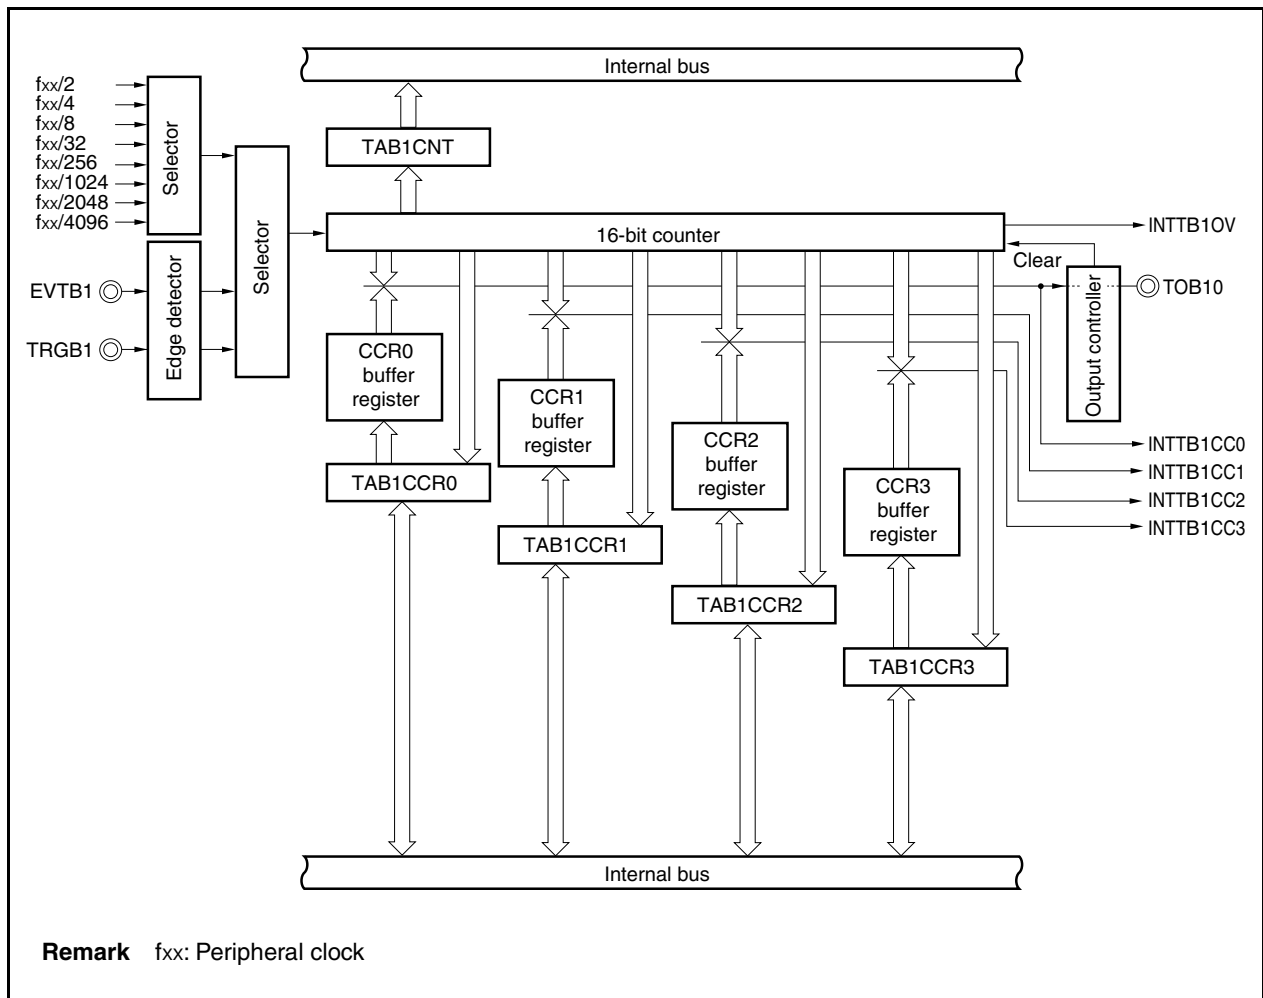 Internal bus
fxx/2
fxx/4
fxx/8
fxx/32
fxx/256
fxx/1024
fxx/2048
fxx/4096
Selector
Selector
TAB1CNT
16-bit counter
INTTB1OV
Clear
EVTB1
TRGB1
Edge detector
Output controller
TOB10
CCR0
buffer
register
CCR1
buffer
register
CCR2
buffer
register
CCR3
buffer
register
INTTB1CC0
INTTB1CC1
INTTB1CC2
INTTB1CC3
TAB1CCR0
TAB1CCR1
TAB1CCR2
TAB1CCR3
Internal bus
Remark fxx: Peripheral clock